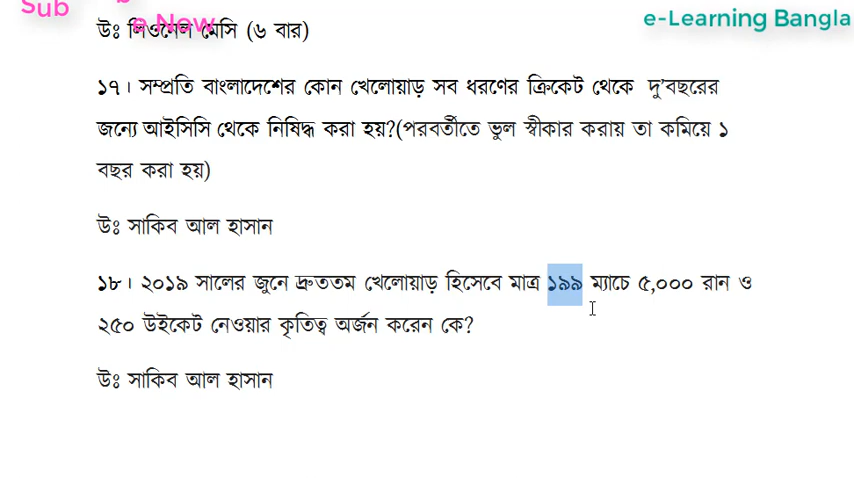 Sub
e Now
e-Learning Bangla
উঃ লিওনেল মেসি (৬ বার)
১৭। সম্প্রতি বাংলাদেশের কোন খেলোয়াড় সব ধরণের ক্রিকেট থেকে দু'বছরের
জন্যে আইসিসি থেকে নিষিদ্ধ করা হয়?(পরবর্তীতে ভুল স্বীকার করায় তা কমিয়ে ১
বছর করা হয়)
উঃ সাকিব আল হাসান
১৮। ২০১৯ সালের জুনে দ্রুততম খেলোয়াড় হিসেবে মাত্র ১৯৯ ম্যাচে ৫,০০০ রান ও
২৫০ উইকেট নেওয়ার কৃতিত্ব অর্জন করেন কে?
উঃ সাকিব আল হাসান